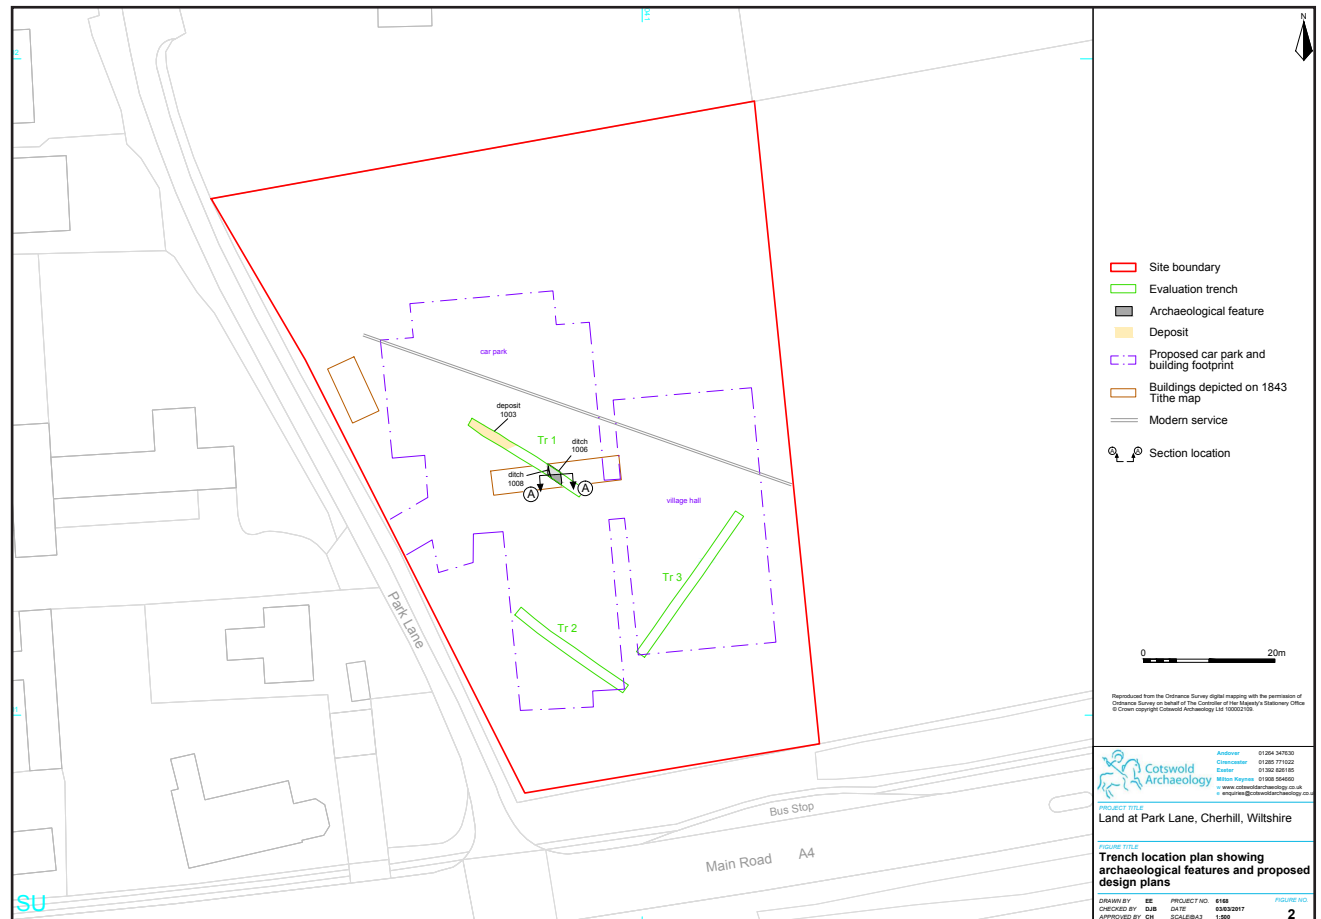 N
2
1
SU
car park
deposit
1003
Tr 1
ditch
1006
ditch
1008
A
A
village hall
Tr 3
Tr 2
Park Lane
Bus Stop
Main Road A4
Site boundary
Evaluation trench
Archaeological feature
Deposit
Proposed car park and
building footprint
Buildings depicted on 1843
Tithe map
Modern service
A A Section location
0 20m
Reproduced from the Ordnance Survey digital mapping with the permission of
Ordnance Survey on behalf of The Controller of Her Majesty's Stationery Office
© Crown copyright Cotswold Archaeology Ltd 100002109.
Cotswold
Archaeology
Andover 01264 347630
Cirencester 01285 771022
Exeter 01392 826185
Milton Keynes 01908 564660
w www.cotswoldarchaeology.co.uk
e enquiries@cotswoldarchaeology.co.u
PROJECT TITLE
Land at Park Lane, Cherhill, Wiltshire
FIGURE TITLE
Trench location plan showing
archaeological features and proposed
design plans
DRAWN BY EE PROJECT NO. 6168 FIGURE NO.
CHECKED BY DJB DATE 03/03/2017
APPROVED BY CH SCALE@A3 1:500 2